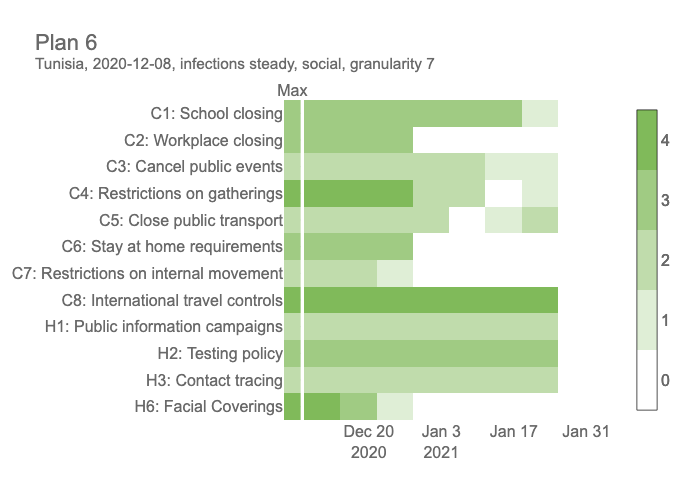 Plan 6
Tunisia, 2020-12-08, infections steady, social, granularity 7
Max
C1: School closing
C2: Workplace closing
C3: Cancel public events
C4: Restrictions on gatherings
C5: Close public transport
C6: Stay at home requirements
C7: Restrictions on internal movement
C8: International travel controls
H1: Public information campaigns
H2: Testing policy
H3: Contact tracing
H6: Facial Coverings
Dec 20 Jan 3 Jan 17 Jan 31
2020 2021
4
3
2
1
0